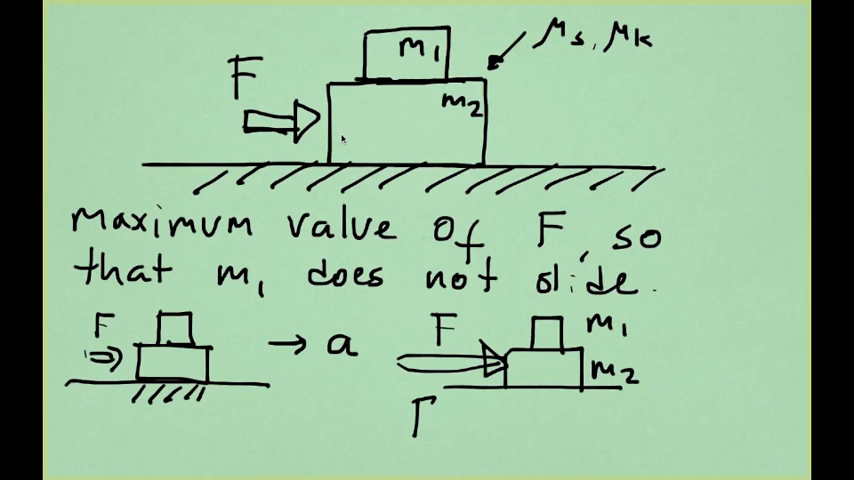 m₁
μs, μk
F
m₂
maximum value of F, so
that m₁ does not slide.
F
→ a
F
m₁
m₂
Γ